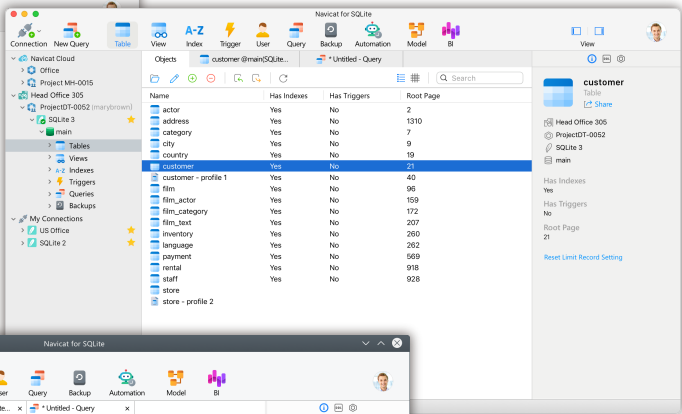 Navicat for SQLite
Connection New Query Table View Index Trigger User Query Backup Automation Model BI View
A-Z
Objects customer @main(SQLite... * Untitled - Query
Search
Navicat Cloud
Office
Project MH-0015
Head Office 305
ProjectDT-0052 (marybrown)
SQLite 3
main
Tables
Views
A-Z Indexes
Triggers
Queries
Backups
My Connections
US Office
SQLite 2
Name Has Indexes Has Triggers Root Page
actor Yes No 2
address Yes No 1310
category Yes No 7
city Yes No 9
country Yes No 19
customer Yes No 21
customer - profile 1 Yes No 40
film Yes No 96
film_actor Yes No 159
film_category Yes No 172
film_text Yes No 207
inventory Yes No 260
language Yes No 262
payment Yes No 569
rental Yes No 918
staff Yes No 928
store
store - profile 2
customer
Table
Share
Head Office 305
ProjectDT-0052
SQLite 3
main
Has Indexes
Yes
Has Triggers
No
Root Page
21
Reset Limit Record Setting
Navicat for SQLite
ser Query Backup Automation Model BI
ite... × * Untitled - Query ×